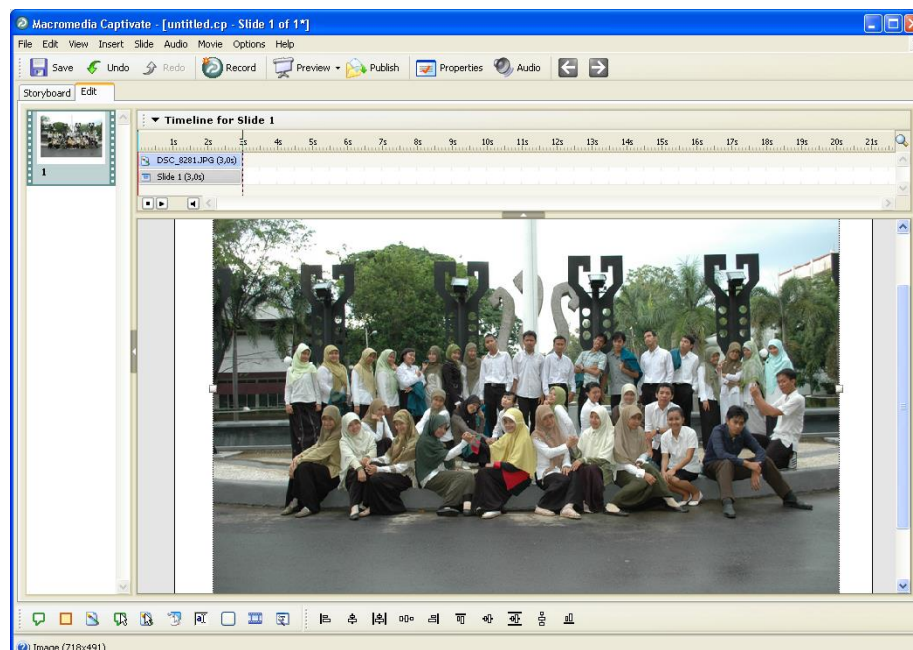 Macromedia Captivate - [untitled.cp - Slide 1 of 1*]
File Edit View Insert Slide Audio Movie Options Help
Save Undo Redo Record Preview Publish Properties Audio
Storyboard Edit
Timeline for Slide 1
1s 2s 3s 4s 5s 6s 7s 8s 9s 10s 11s 12s 13s 14s 15s 16s 17s 18s 19s 20s 21s
DSC_8281.JPG (3,0s)
Slide 1 (3,0s)
1
Image (718x491)